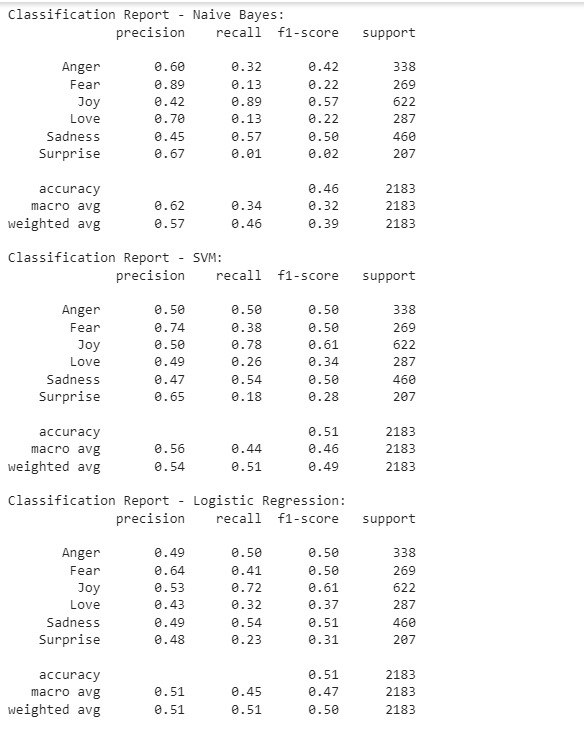 Classification Report - Naive Bayes:
              precision    recall  f1-score   support

       Anger       0.60      0.32      0.42       338
        Fear       0.89      0.13      0.22       269
         Joy       0.42      0.89      0.57       622
        Love       0.70      0.13      0.22       287
     Sadness       0.45      0.57      0.50       460
    Surprise       0.67      0.01      0.02       207

    accuracy                           0.46      2183
   macro avg       0.62      0.34      0.32      2183
weighted avg       0.57      0.46      0.39      2183

Classification Report - SVM:
              precision    recall  f1-score   support

       Anger       0.50      0.50      0.50       338
        Fear       0.74      0.38      0.50       269
         Joy       0.50      0.78      0.61       622
        Love       0.49      0.26      0.34       287
     Sadness       0.47      0.54      0.50       460
    Surprise       0.65      0.18      0.28       207

    accuracy                           0.51      2183
   macro avg       0.56      0.44      0.46      2183
weighted avg       0.54      0.51      0.49      2183

Classification Report - Logistic Regression:
              precision    recall  f1-score   support

       Anger       0.49      0.50      0.50       338
        Fear       0.64      0.41      0.50       269
         Joy       0.53      0.72      0.61       622
        Love       0.43      0.32      0.37       287
     Sadness       0.49      0.54      0.51       460
    Surprise       0.48      0.23      0.31       207

    accuracy                           0.51      2183
   macro avg       0.51      0.45      0.47      2183
weighted avg       0.51      0.51      0.50      2183